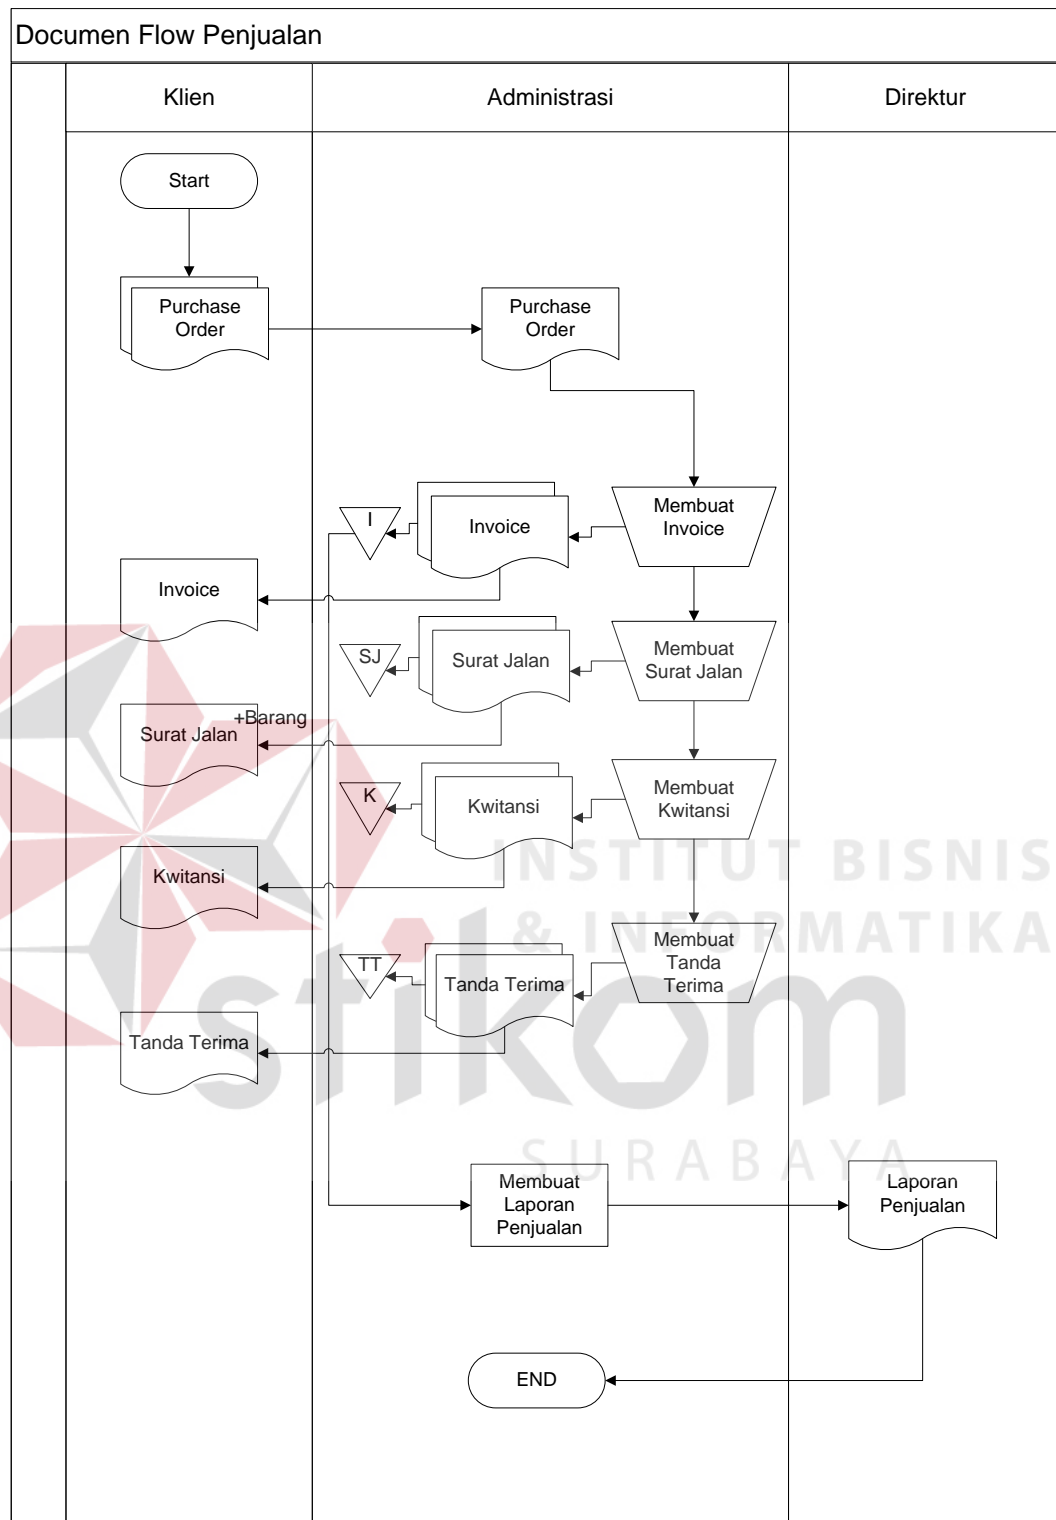 Documen Flow Penjualan
Klien
Administrasi
Direktur
Start
Purchase
Order
Purchase
Order
Membuat
Invoice
Invoice
I
Invoice
Membuat
Surat Jalan
Surat Jalan
SJ
+Barang
Surat Jalan
Membuat
Kwitansi
Kwitansi
K
Kwitansi
INSTITUT BISNIS
& INFORMATIKA
Membuat
Tanda
Terima
Tanda Terima
TT
stikom
Tanda Terima
SURABAYA
Membuat
Laporan
Penjualan
Laporan
Penjualan
END